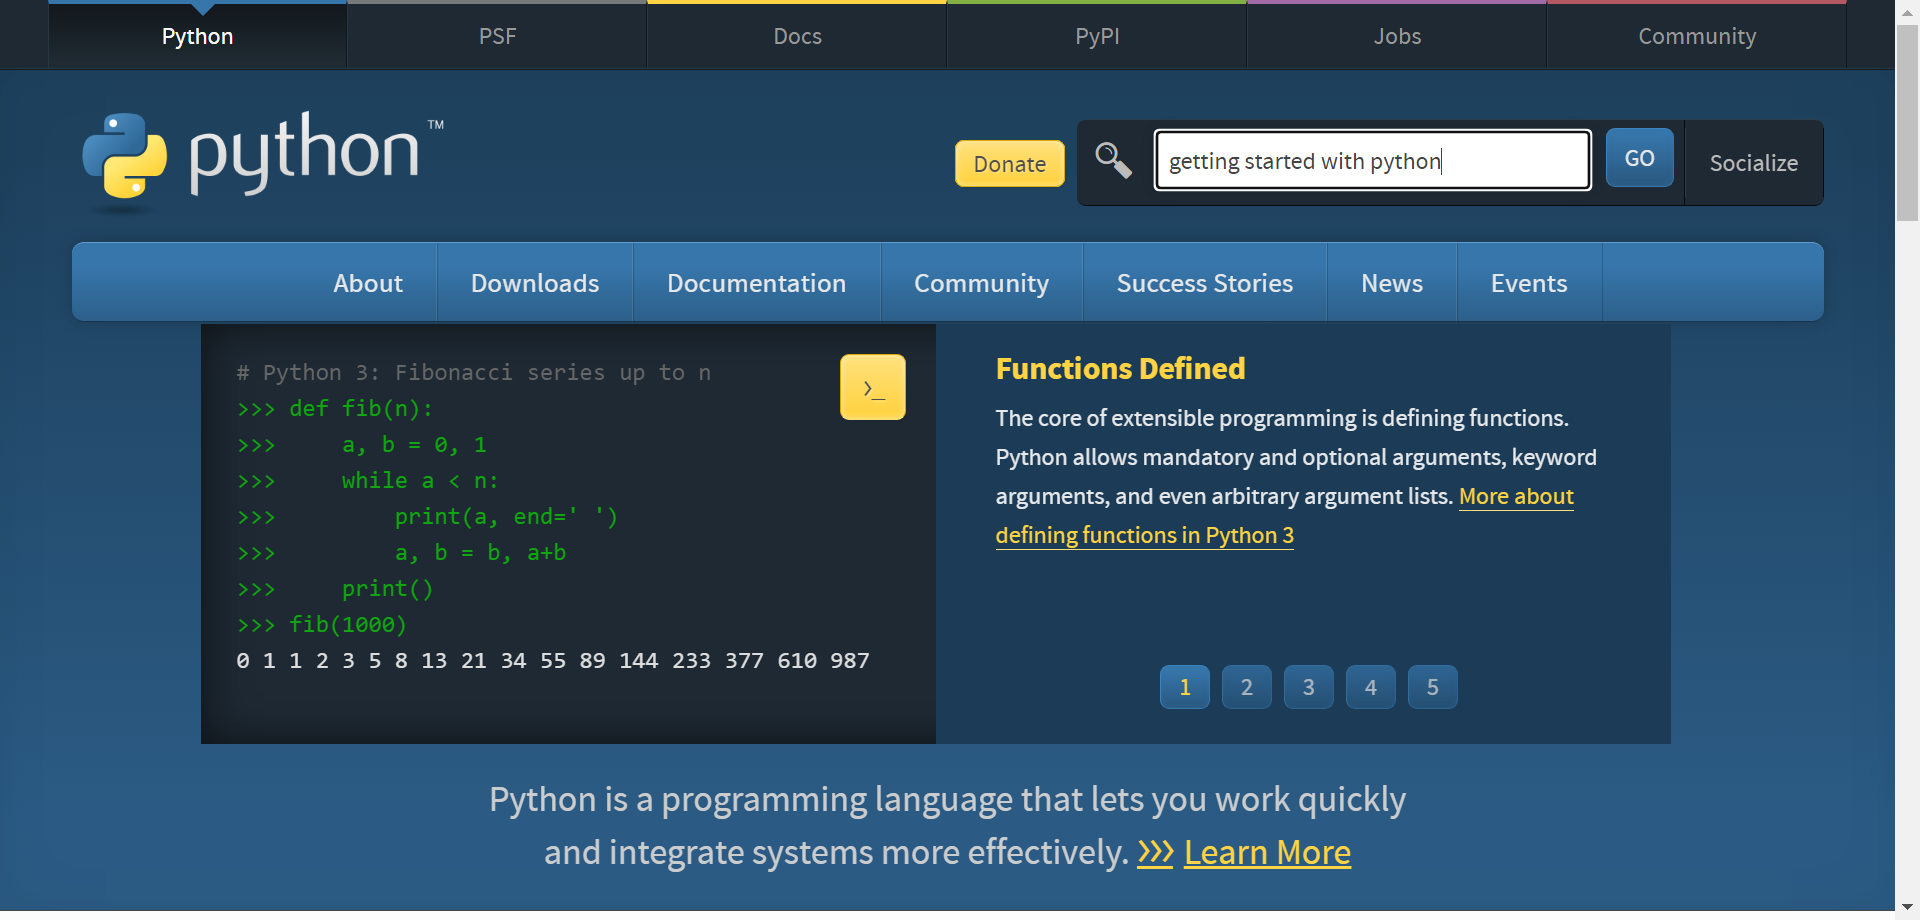 Python
PSF
Docs
PyPI
Jobs
Community
python™
Donate
getting started with python
GO
Socialize
About
Downloads
Documentation
Community
Success Stories
News
Events
# Python 3: Fibonacci series up to n
>>> def fib(n):
>>>     a, b = 0, 1
>>>     while a < n:
>>>         print(a, end=' ')
>>>         a, b = b, a+b
>>>     print()
>>> fib(1000)
0 1 1 2 3 5 8 13 21 34 55 89 144 233 377 610 987
>_
Functions Defined
The core of extensible programming is defining functions.
Python allows mandatory and optional arguments, keyword
arguments, and even arbitrary argument lists. More about
defining functions in Python 3
1
2
3
4
5
Python is a programming language that lets you work quickly
and integrate systems more effectively. >>> Learn More